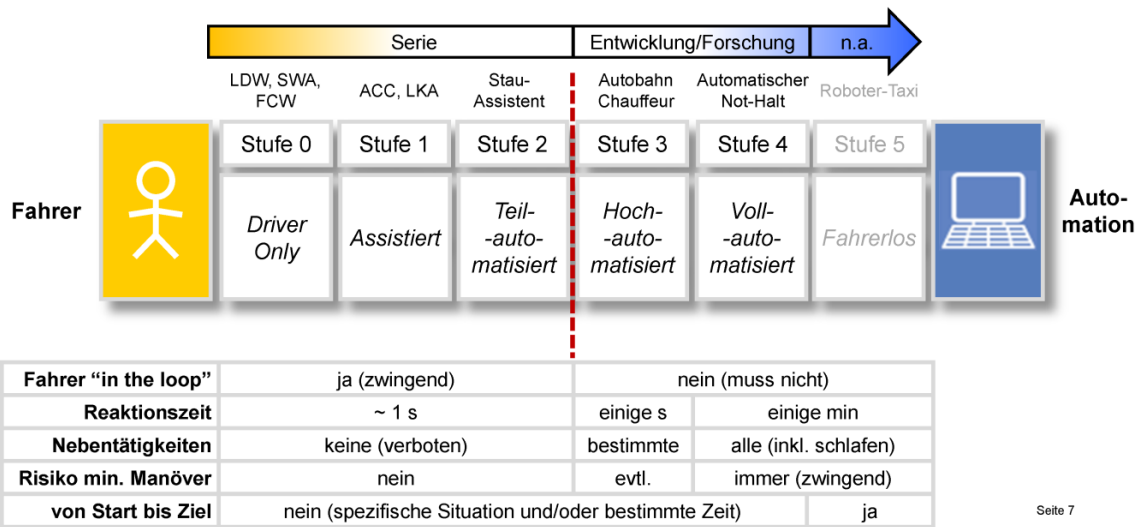 Serie Entwicklung/Forschung n.a.
LDW, SWA,
FCW
ACC, LKA
Stau-
Assistent
Autobahn
Chauffeur
Automatischer
Not-Halt
Roboter-Taxi
Stufe 0 Stufe 1 Stufe 2 Stufe 3 Stufe 4 Stufe 5
Fahrer
Driver
Only
Assistiert
Teil-
-auto-
matisiert
Hoch-
-auto-
matisiert
Voll-
-auto-
matisiert
Fahrerlos
Auto-
mation
Fahrer “in the loop” ja (zwingend) nein (muss nicht)
Reaktionszeit ~ 1 s einige s einige min
Nebentätigkeiten keine (verboten) bestimmte alle (inkl. schlafen)
Risiko min. Manöver nein evtl. immer (zwingend)
von Start bis Ziel nein (spezifische Situation und/oder bestimmte Zeit) ja
Seite 7